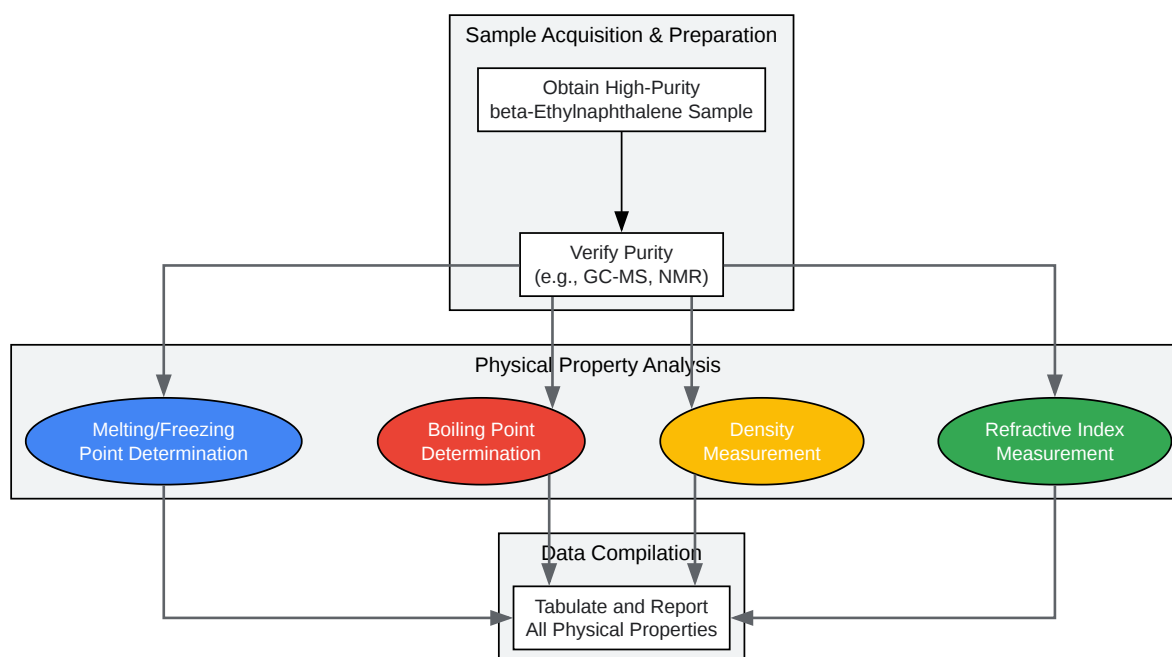 Sample Acquisition & Preparation
Obtain High-Purity
beta-Ethylnaphthalene Sample
Verify Purity
(e.g., GC-MS, NMR)
Physical Property Analysis
Melting/Freezing
Point Determination
Boiling Point
Determination
Density
Measurement
Refractive Index
Measurement
Data Compilation
Tabulate and Report
All Physical Properties